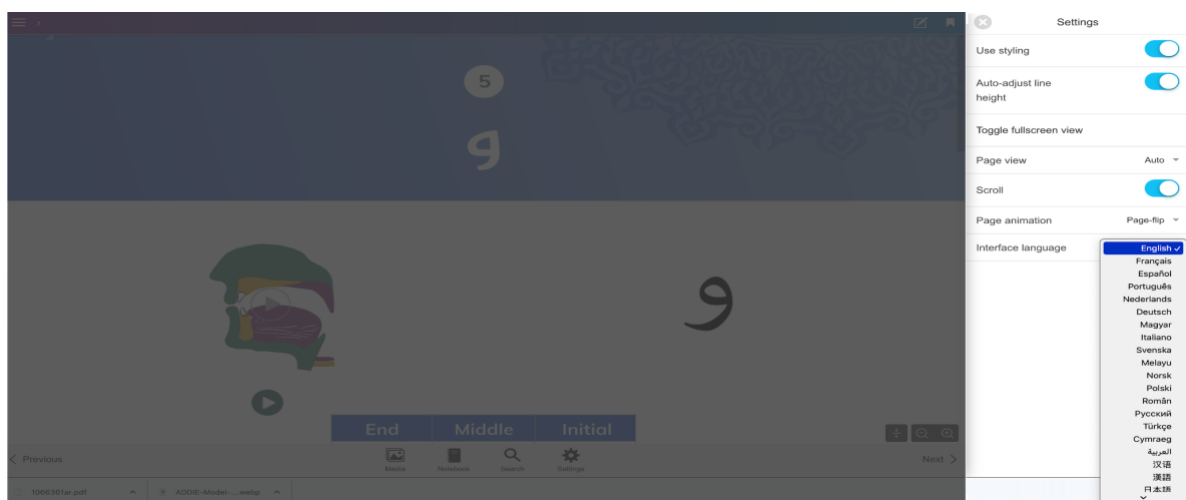 Settings
Use styling
Auto-adjust line
height
Toggle fullscreen view
Page view Auto
Scroll
Page animation Page-flip
Interface language
English ✓
Français
Español
Português
Nederlands
Deutsch
Magyar
Italiano
Svenska
Melayu
Norsk
Polski
Român
Русский
Türkçe
Cymraeg
العربية
汉语
漢語
日本語
5
و
و
End Middle Initial
Previous
Media Notebook Search Settings
Next
1066301ar.pdf
ADDIE-Model-....webp